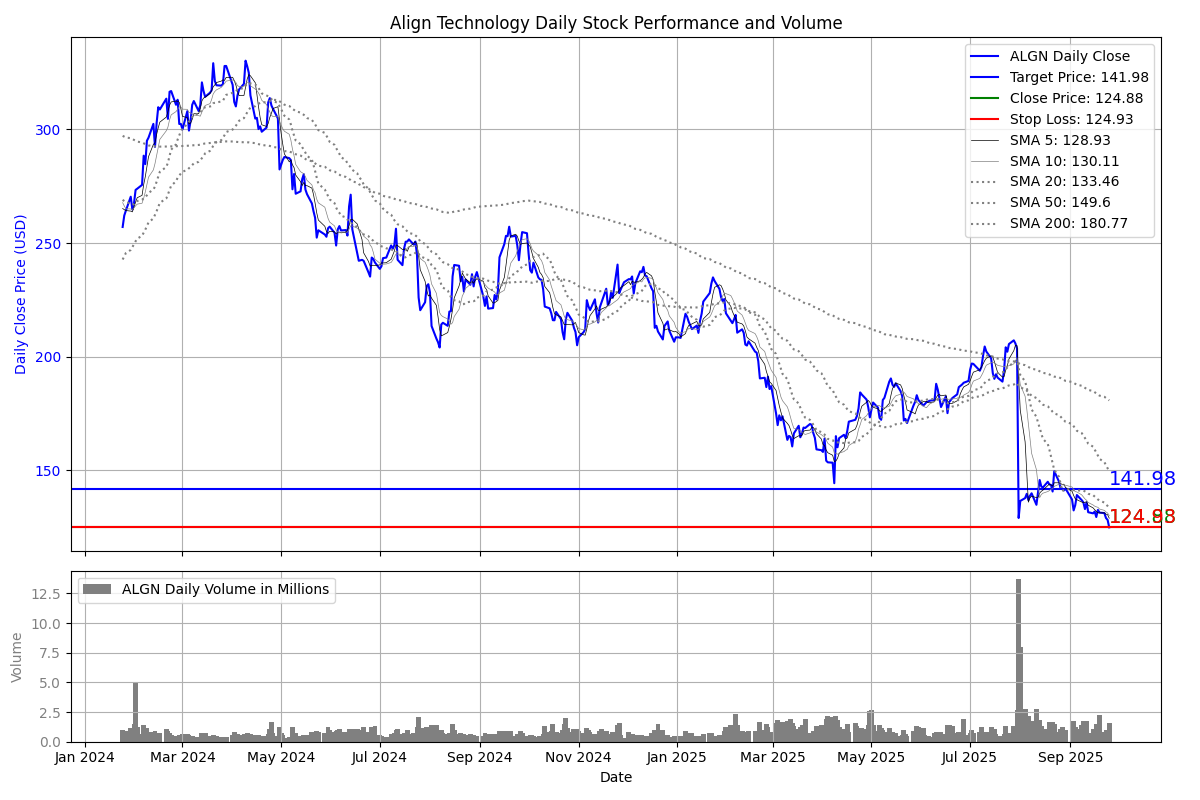 Align Technology Daily Stock Performance and Volume
Daily Close Price (USD)
300
250
200
150
ALGN Daily Close
Target Price: 141.98
Close Price: 124.88
Stop Loss: 124.93
SMA 5: 128.93
SMA 10: 130.11
SMA 20: 133.46
SMA 50: 149.6
SMA 200: 180.77
141.98
ALGN Daily Volume in Millions
Volume
12.5
10.0
7.5
5.0
2.5
0.0
Jan 2024 Mar 2024 May 2024 Jul 2024 Sep 2024 Nov 2024 Jan 2025 Mar 2025 May 2025 Jul 2025 Sep 2025
Date